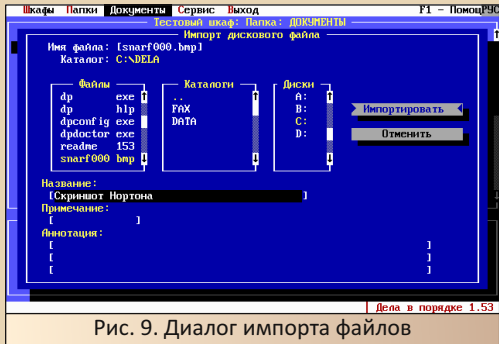 Шкафы Папки Документы Сервис Выход F1 - ПомощРУС
Тестовый шкаф: Папка: ДОКУМЕНТЫ
Импорт дискового файла
Имя файла: [snarf000.bmp]
Каталог: C:\DELA
Файлы Каталоги Диски
dp exe .. A:
dp hlp FAX B:
dpconfig exe DATA C:
dpdoctor exe D:
readme 153
snarf000 bmp
Импортировать
Отменить
Название:
[Скриншот Нортона ]
Примечание:
[ ]
Аннотация:
[ ]
[ ]
[ ]
Дела в порядке 1.53
Рис. 9. Диалог импорта файлов